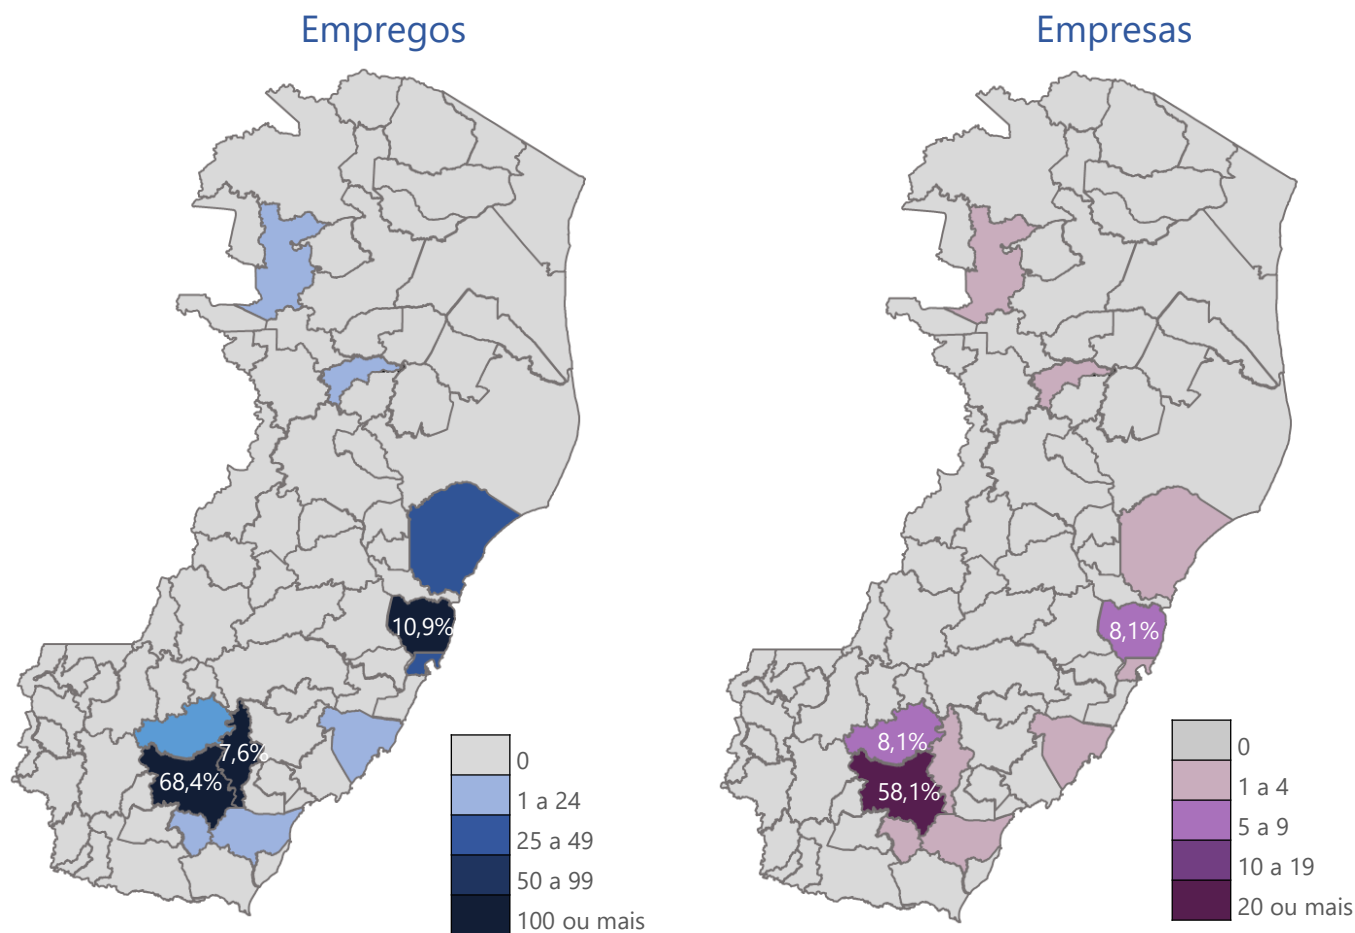 Empregos
Empresas
10,9%
7,6%
68,4%
0
1 a 24
25 a 49
50 a 99
100 ou mais
8,1%
8,1%
58,1%
0
1 a 4
5 a 9
10 a 19
20 ou mais